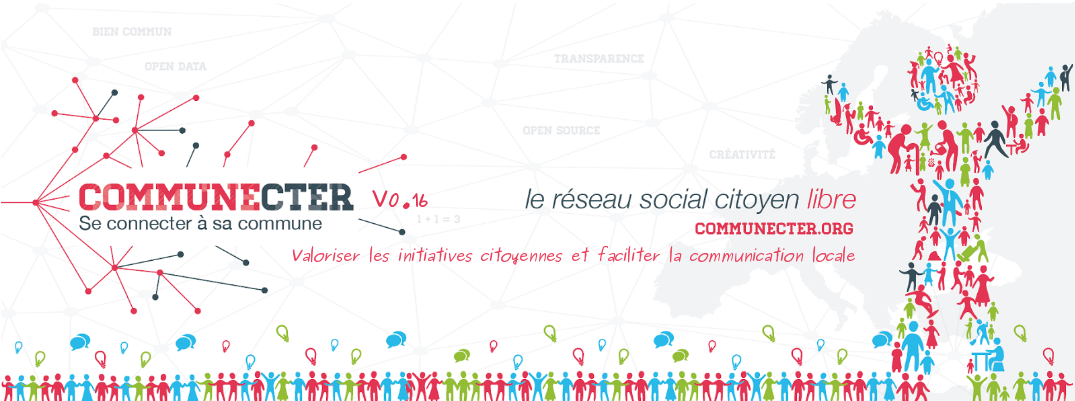 BIEN COMMUN
OPEN DATA
TRANSPARENCE
OPEN SOURCE
CRÉATIVITÉ
COMMUNECTER V0.16
Se connecter à sa commune
1 + 1 = 3
le réseau social citoyen libre
COMMUNECTER.ORG
Valoriser les initiatives citoyennes et faciliter la communication locale